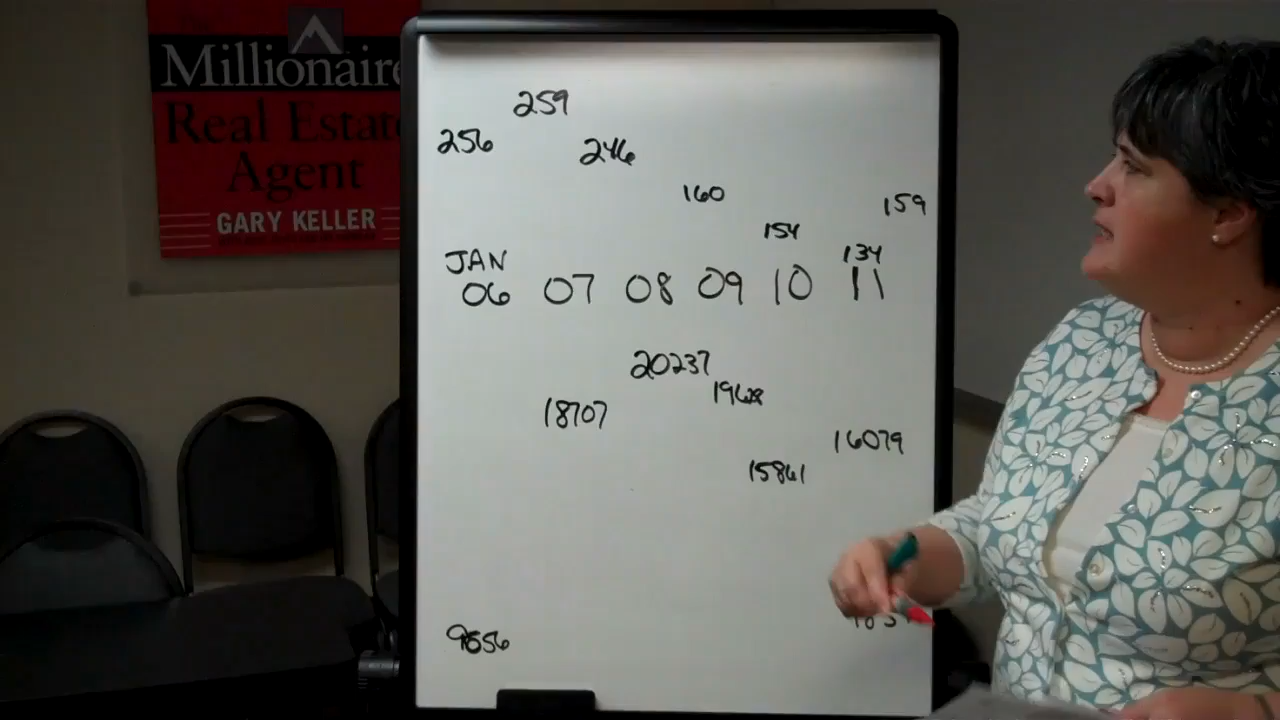 The
Millionaire
Real Estate
Agent
GARY KELLER
259
256
246
160
159
154
134
JAN
06 07 08 09 10 11
20237
18707
16079
15861
9856